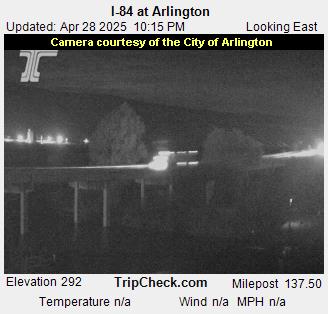 I-84 at Arlington
Updated: Apr 28 2025 10:15 PM Looking East
Camera courtesy of the City of Arlington
Elevation 292 TripCheck.com Milepost 137.50
Temperature n/a Wind n/a MPH n/a